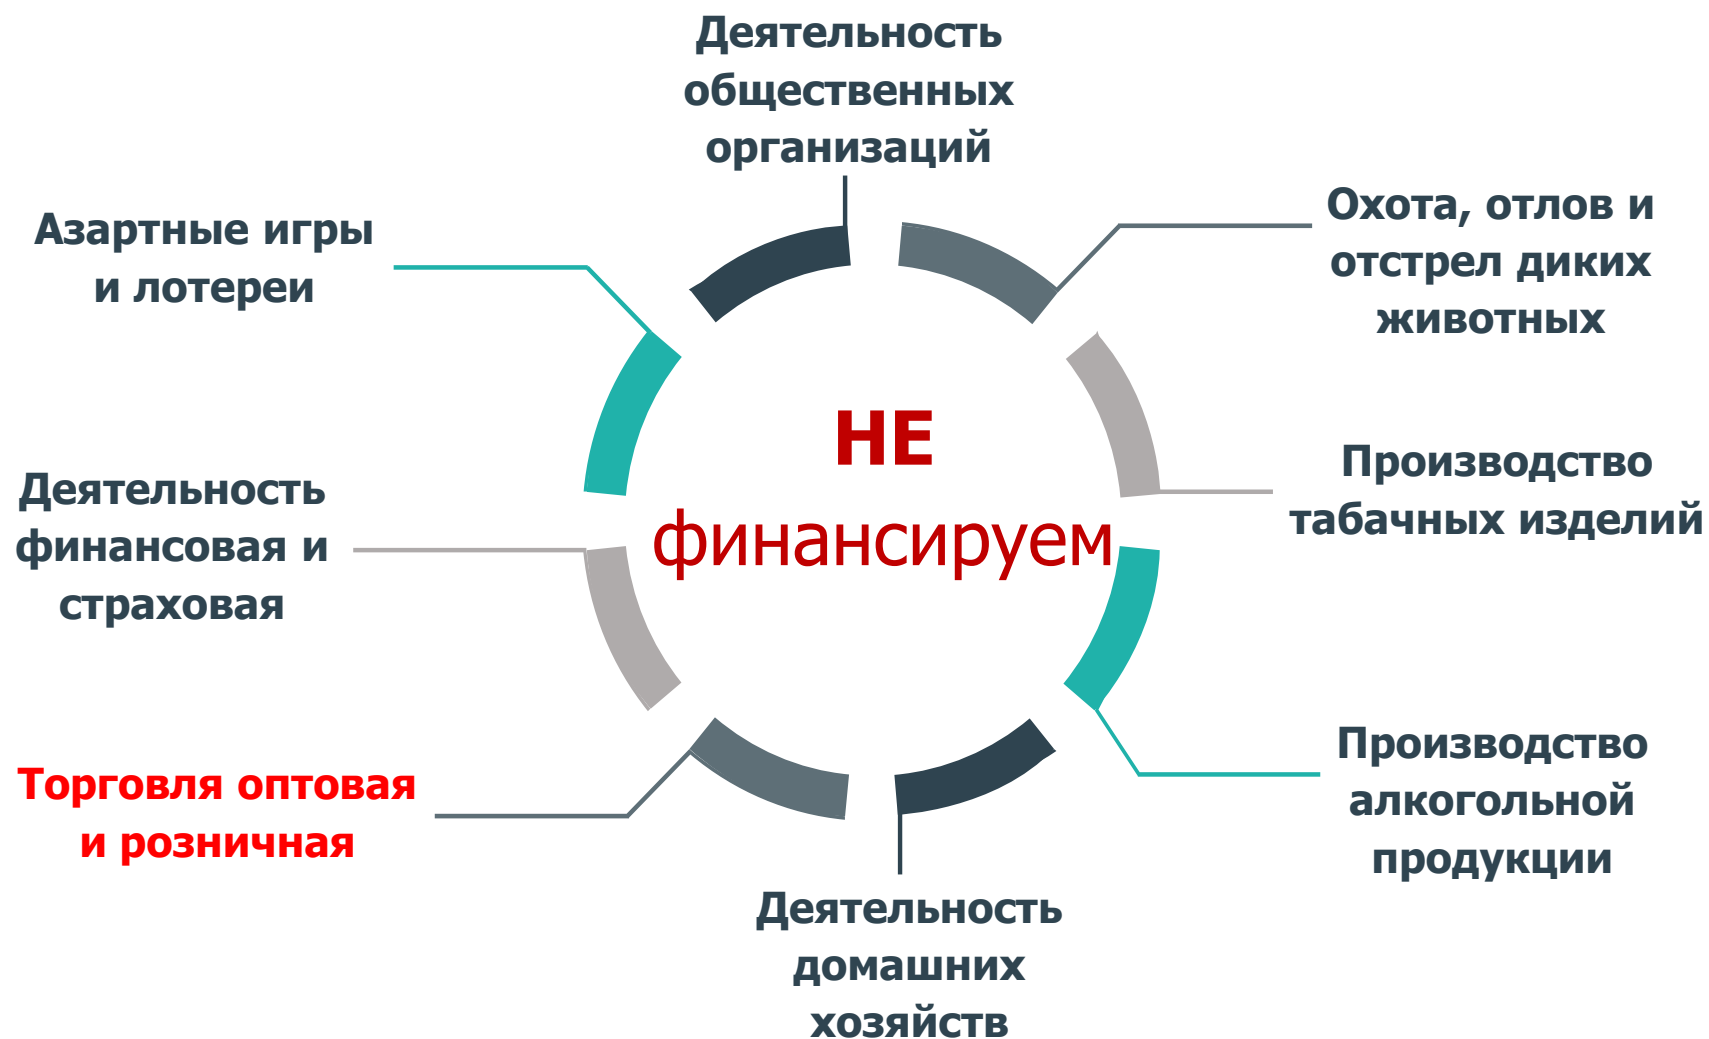 Деятельность
общественных
организаций
Азартные игры
и лотереи
Охота, отлов и
отстрел диких
животных
НЕ
финансируем
Деятельность
финансовая и
страховая
Производство
табачных изделий
Торговля оптовая
и розничная
Производство
алкогольной
продукции
Деятельность
домашних
хозяйств